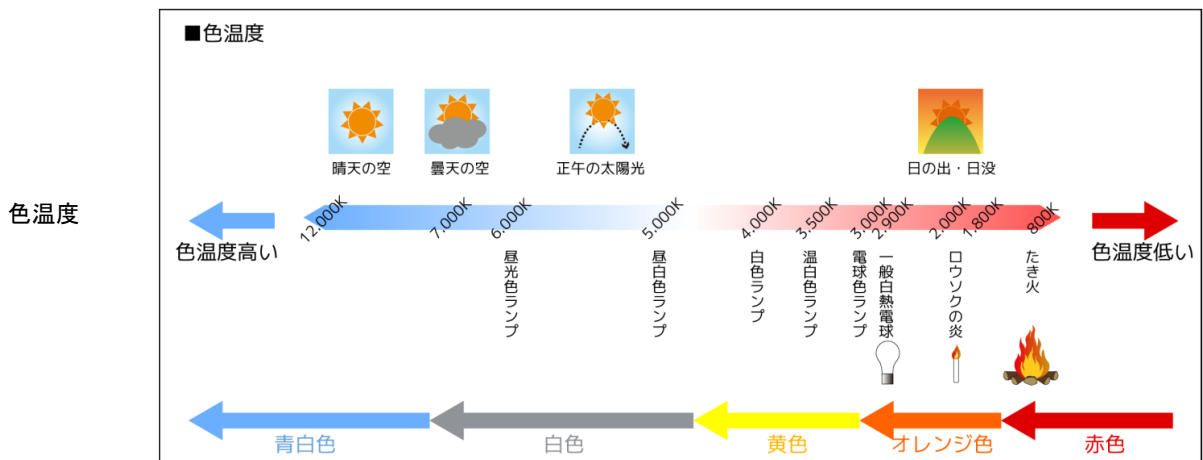 ■色温度
晴天の空
曇天の空
正午の太陽光
日の出・日没
色温度
色温度高い
12.000K
7.000K
6.000K
5.000K
4.000K
3.500K
3.000K
2.900K
2.000K
1.800K
800K
色温度低い
昼光色ランプ
昼白色ランプ
白色ランプ
温白色ランプ
電球色ランプ
一般白熱電球
ロウソクの炎
たき火
青白色
白色
黄色
オレンジ色
赤色